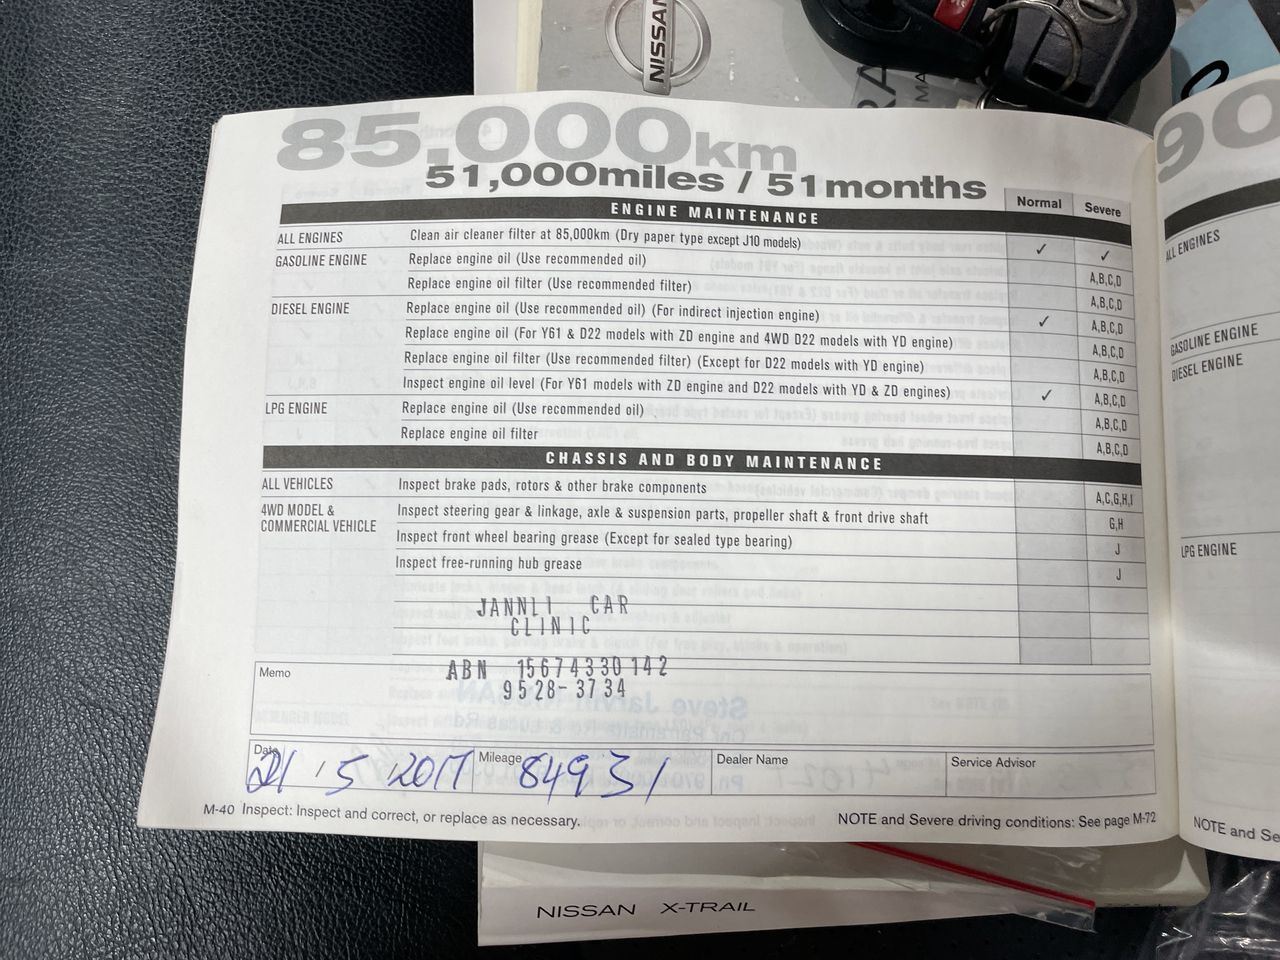 NISSAN
85,000km
51,000miles / 51months
Normal Severe
ENGINE MAINTENANCE
ALL ENGINES Clean air cleaner filter at 85,000km (Dry paper type except J10 models) ✓ ✓
GASOLINE ENGINE Replace engine oil (Use recommended oil) A,B,C,D
Replace engine oil filter (Use recommended filter) A,B,C,D
DIESEL ENGINE Replace engine oil (Use recommended oil) (For indirect injection engine) ✓ A,B,C,D
Replace engine oil (For Y61 & D22 models with ZD engine and 4WD D22 models with YD engine) A,B,C,D
Replace engine oil filter (Use recommended filter) (Except for D22 models with YD engine) A,B,C,D
Inspect engine oil level (For Y61 models with ZD engine and D22 models with YD & ZD engines) ✓ A,B,C,D
LPG ENGINE Replace engine oil (Use recommended oil) A,B,C,D
Replace engine oil filter A,B,C,D
CHASSIS AND BODY MAINTENANCE
ALL VEHICLES Inspect brake pads, rotors & other brake components A,C,G,H,I
4WD MODEL &
COMMERCIAL VEHICLE Inspect steering gear & linkage, axle & suspension parts, propeller shaft & front drive shaft G,H
Inspect front wheel bearing grease (Except for sealed type bearing) J
Inspect free-running hub grease J
JANNLI CAR
CLINIC
ABN 15674330142
9528-3734
Memo
Date 21/5/2017 Mileage 84931 Dealer Name Service Advisor
M-40 Inspect: Inspect and correct, or replace as necessary. NOTE and Severe driving conditions: See page M-72
90
ALL ENGINES
GASOLINE ENGINE
DIESEL ENGINE
LPG ENGINE
NOTE and Se
NISSAN X-TRAIL